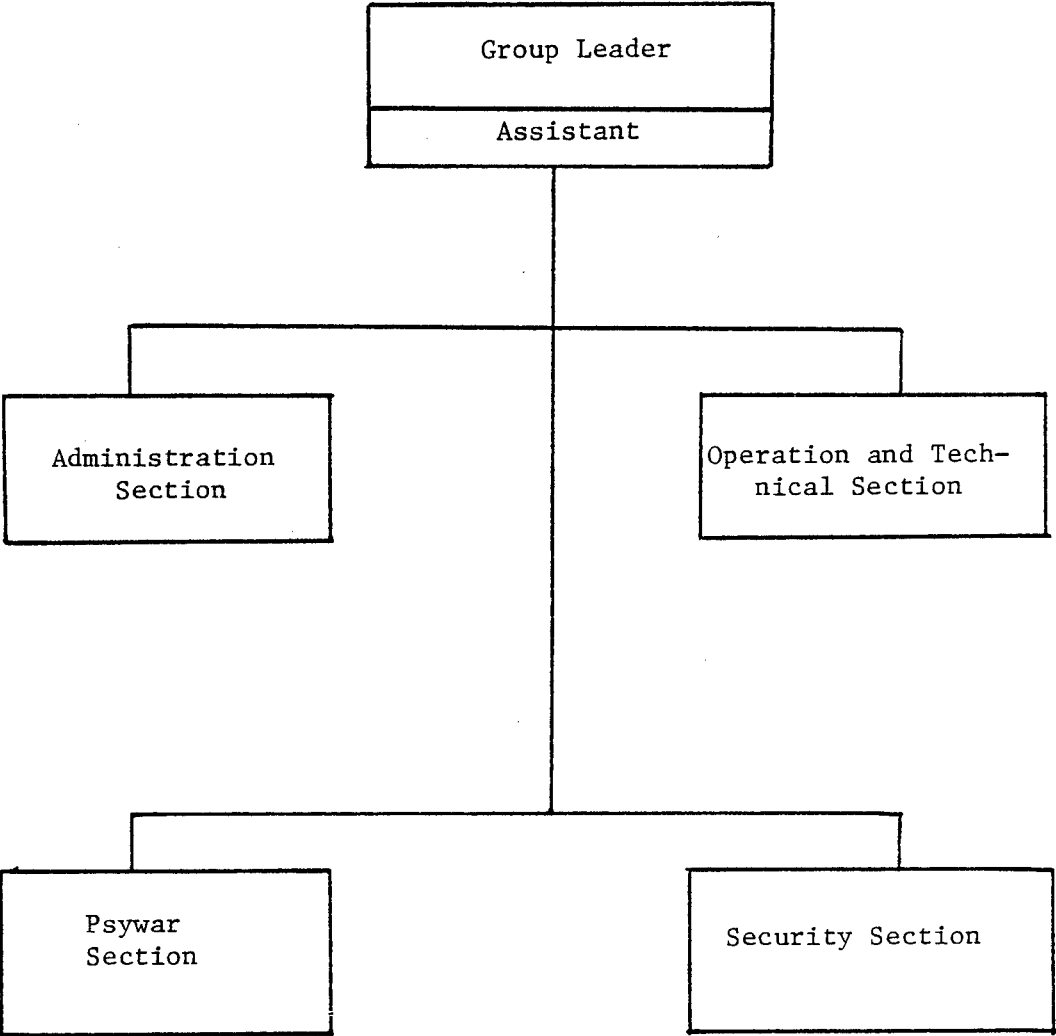 Group Leader
Assistant
Administration
Section
Operation and Tech-
nical Section
Psywar
Section
Security Section